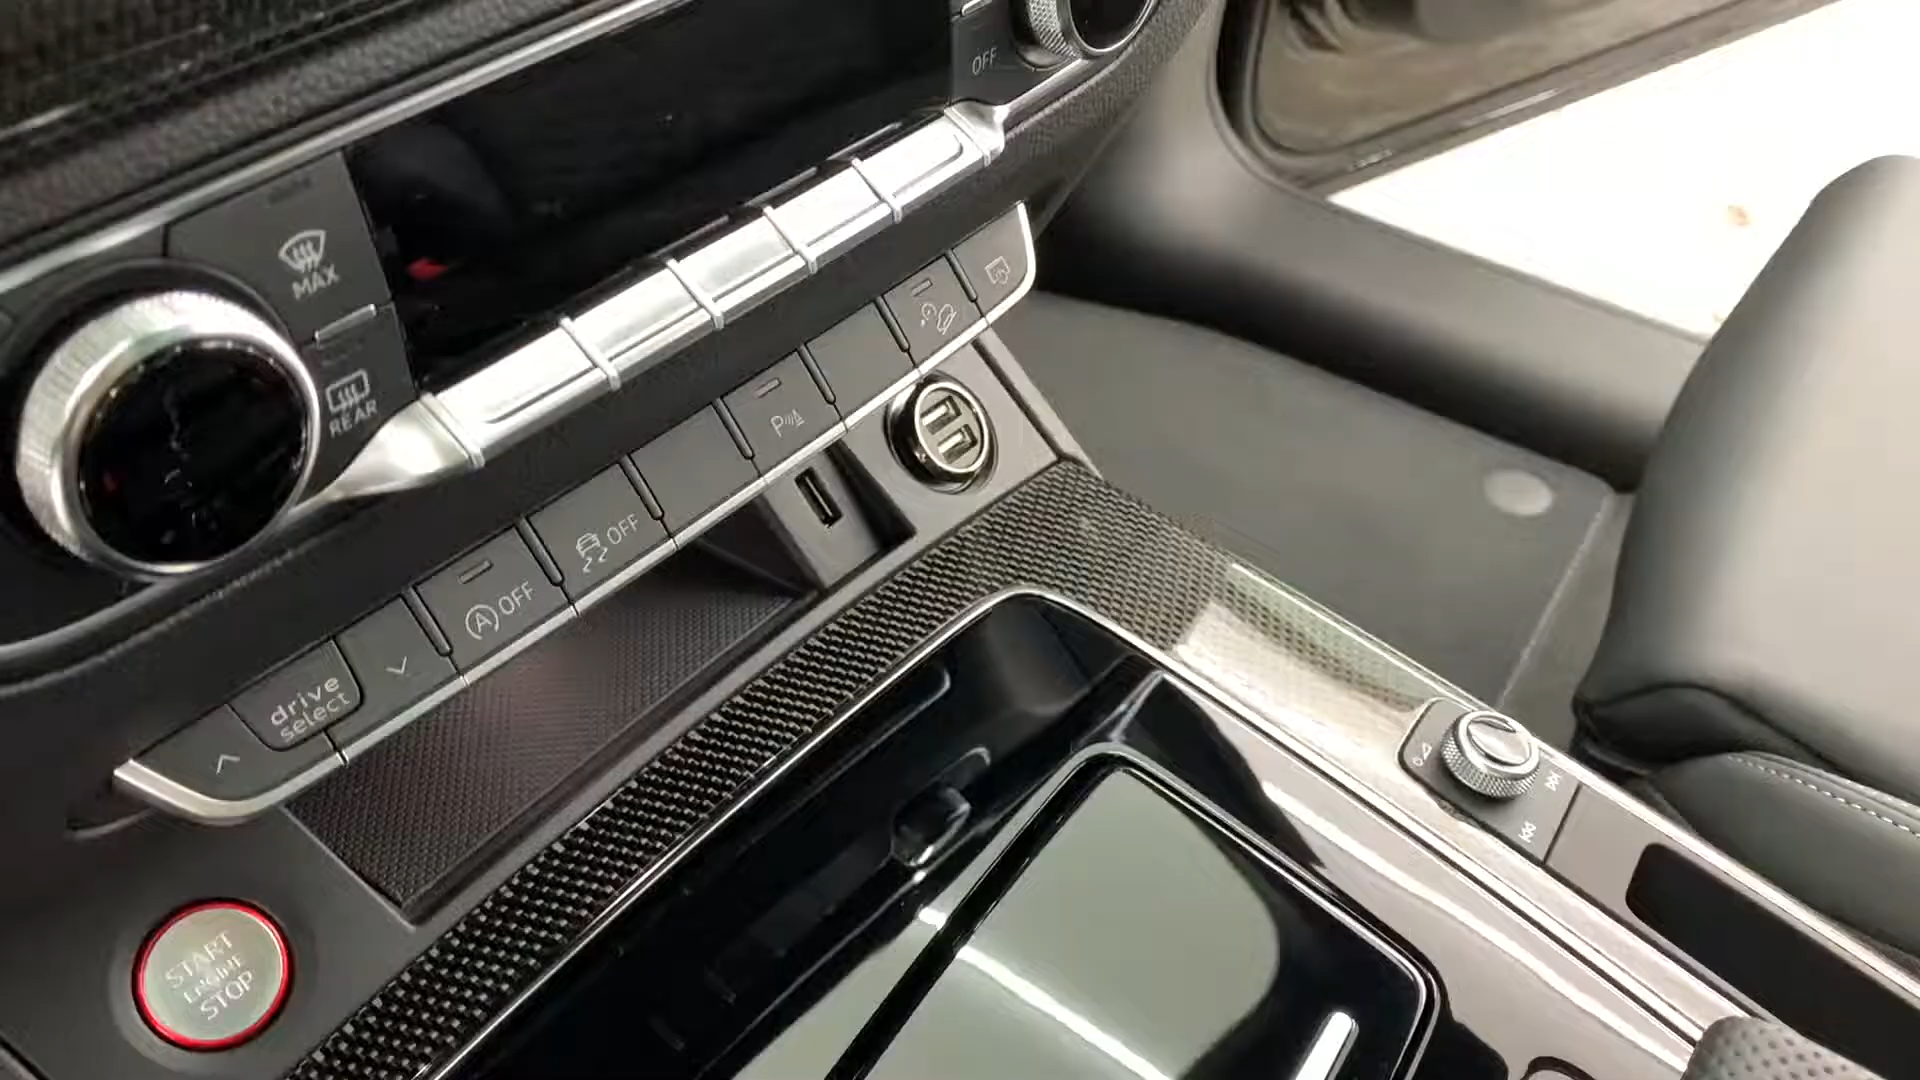 OFF
MAX
REAR
P
OFF
A OFF
drive
select
START
ENGINE
STOP